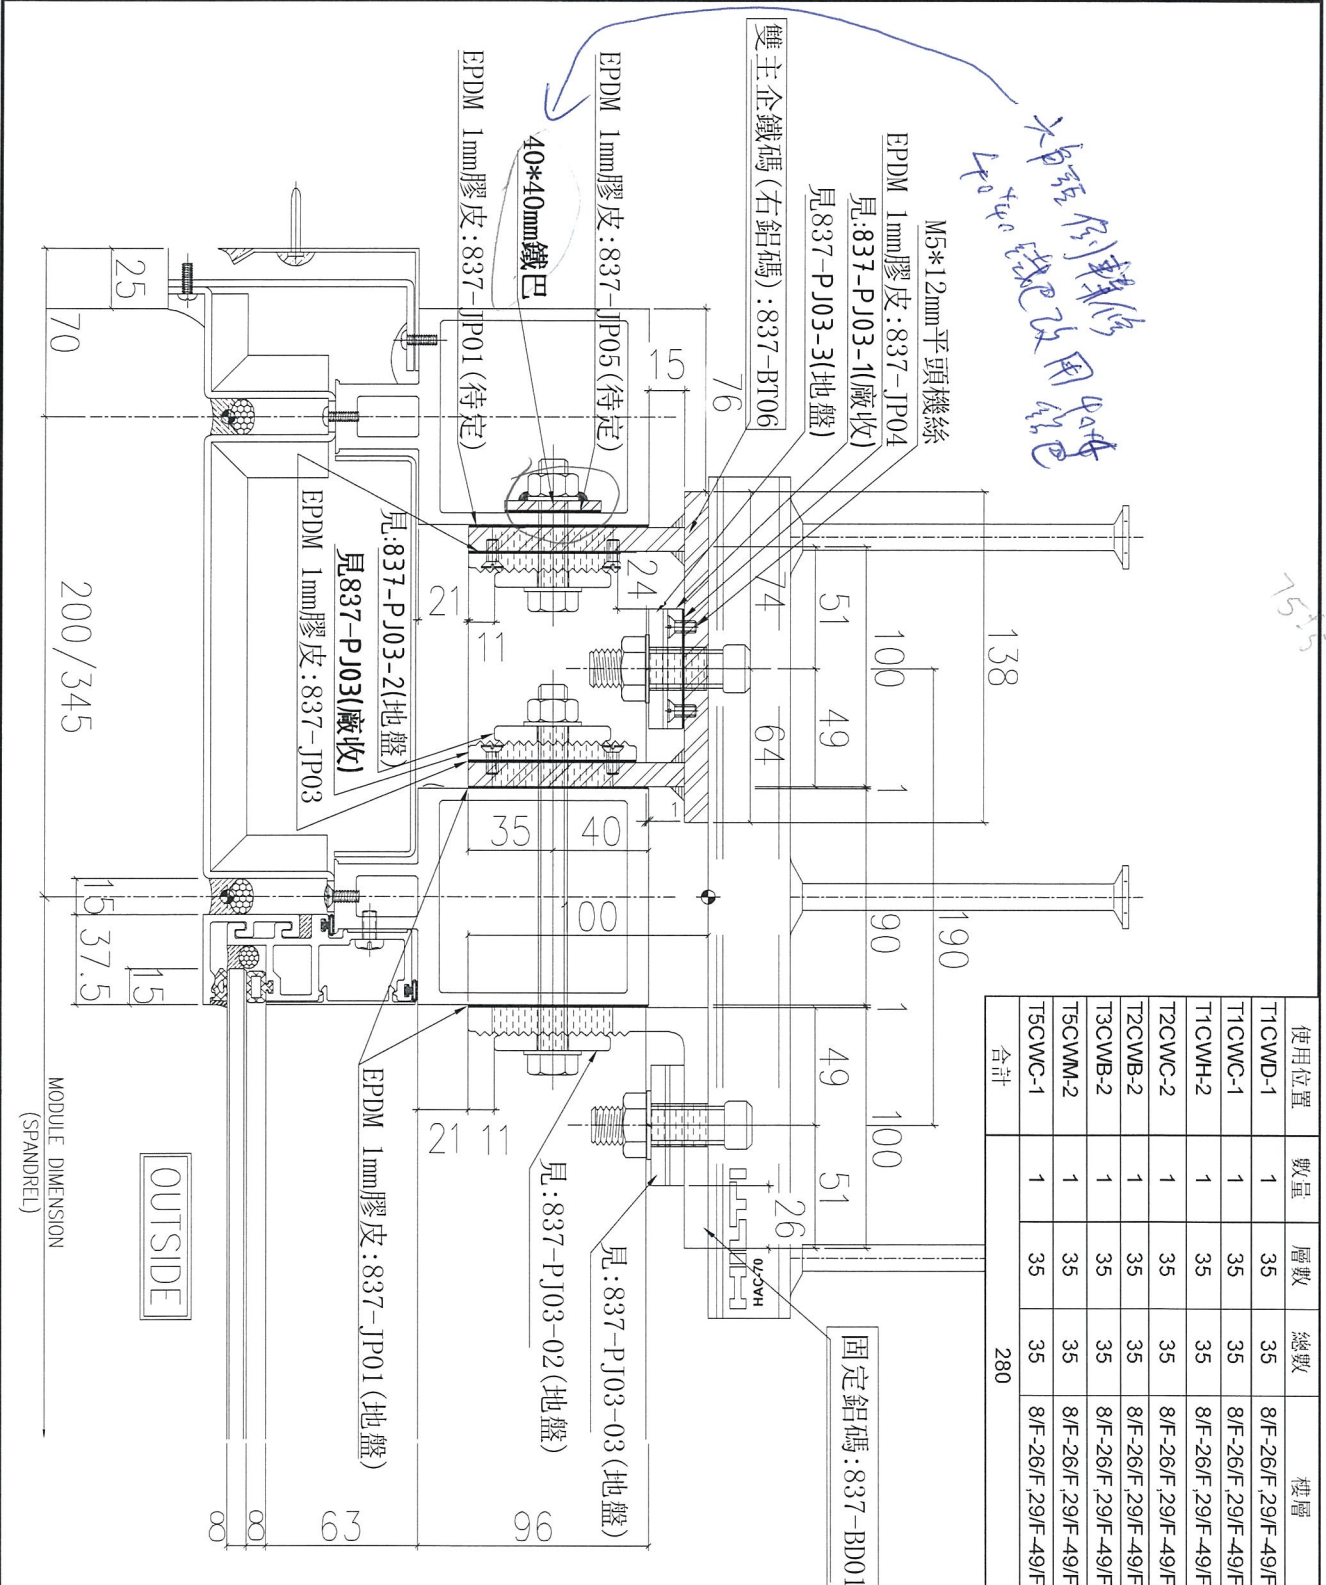 使用位置 數量 層數 總數 樓層
T1CWD-1 1 35 35 8/F-26/F,29/F-49/F
T1CWC-1 1 35 35 8/F-26/F,29/F-49/F
T1CWH-2 1 35 35 8/F-26/F,29/F-49/F
T2CWC-2 1 35 35 8/F-26/F,29/F-49/F
T2CWB-2 1 35 35 8/F-26/F,29/F-49/F
T3CWB-2 1 35 35 8/F-26/F,29/F-49/F
T5CWM-2 1 35 35 8/F-26/F,29/F-49/F
T5CWC-1 1 35 35 8/F-26/F,29/F-49/F
合計 280
40*40
改用
M5*12mm平頭機絲
EPDM 1mm膠皮:837-JP04
見:837-PJ03-1(廠收)
見837-PJ03-3(地盤)
雙主企鐵碼(右鋁碼):837-BT06
EPDM 1mm膠皮:837-JP05(待定)
40*40mm鐵巴
EPDM 1mm膠皮:837-JP01(待定)
138
190
100
90
100
51
49
1
1
49
51
74
64
26
76
15
24
1
HAC-70
固定鋁碼:837-BD01
21
11
35
40
00
21
11
見:837-PJ03-03(地盤)
見:837-PJ03-02(地盤)
EPDM 1mm膠皮:837-JP01(地盤)
見:837-PJ03-2(地盤)
見837-PJ03(廠收)
EPDM 1mm膠皮:837-JP03
96
63
8
8
25
70
200/345
15
37.5
15
OUTSIDE
MODULE DIMENSION
(SPANDREL)